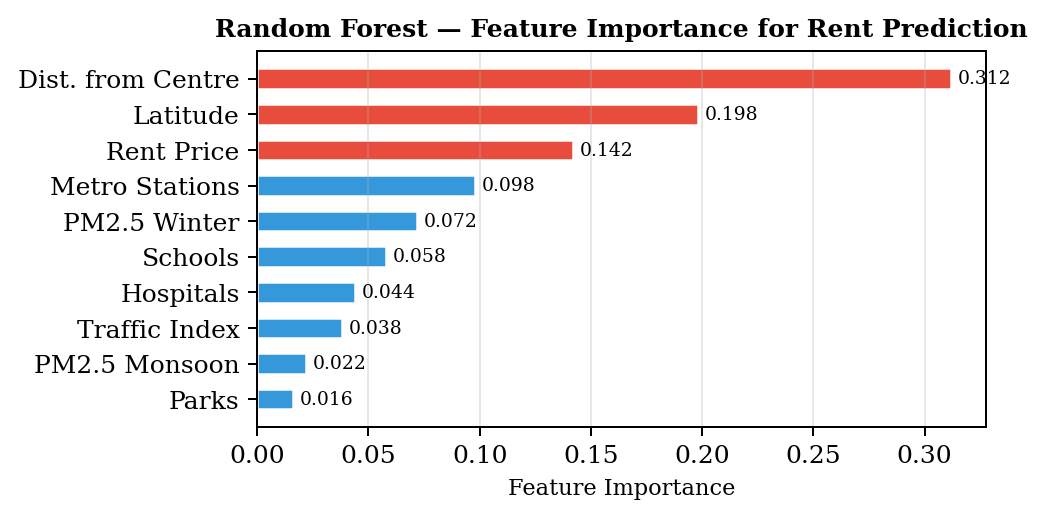 Random Forest — Feature Importance for Rent Prediction
Dist. from Centre 0.312
Latitude 0.198
Rent Price 0.142
Metro Stations 0.098
PM2.5 Winter 0.072
Schools 0.058
Hospitals 0.044
Traffic Index 0.038
PM2.5 Monsoon 0.022
Parks 0.016
0.00 0.05 0.10 0.15 0.20 0.25 0.30
Feature Importance